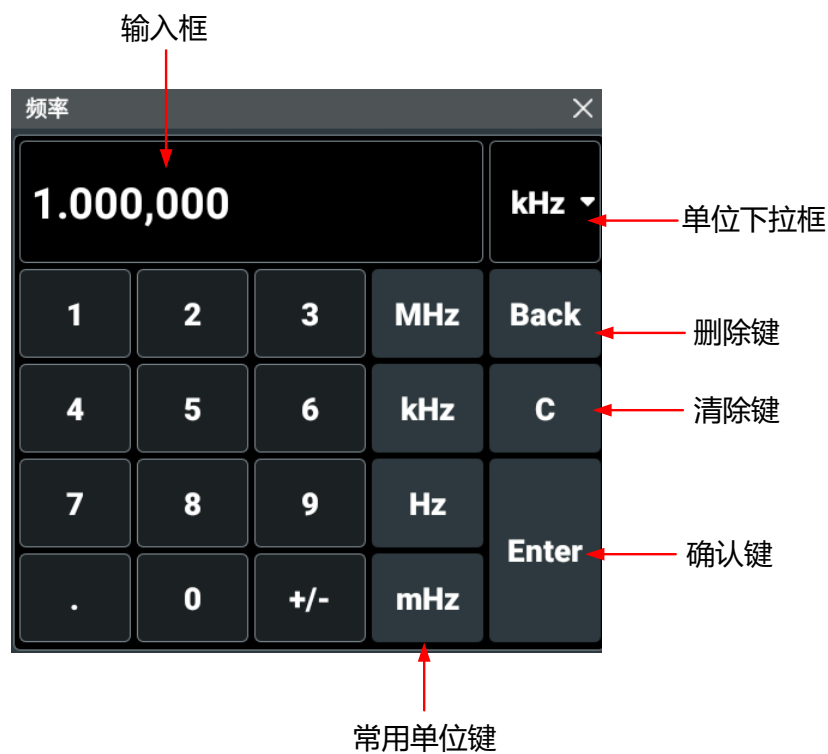 输入框
频率
1.000,000 kHz
单位下拉框
1 2 3 MHz Back
删除键
4 5 6 kHz C
清除键
7 8 9 Hz
Enter
确认键
. 0 +/- mHz
常用单位键